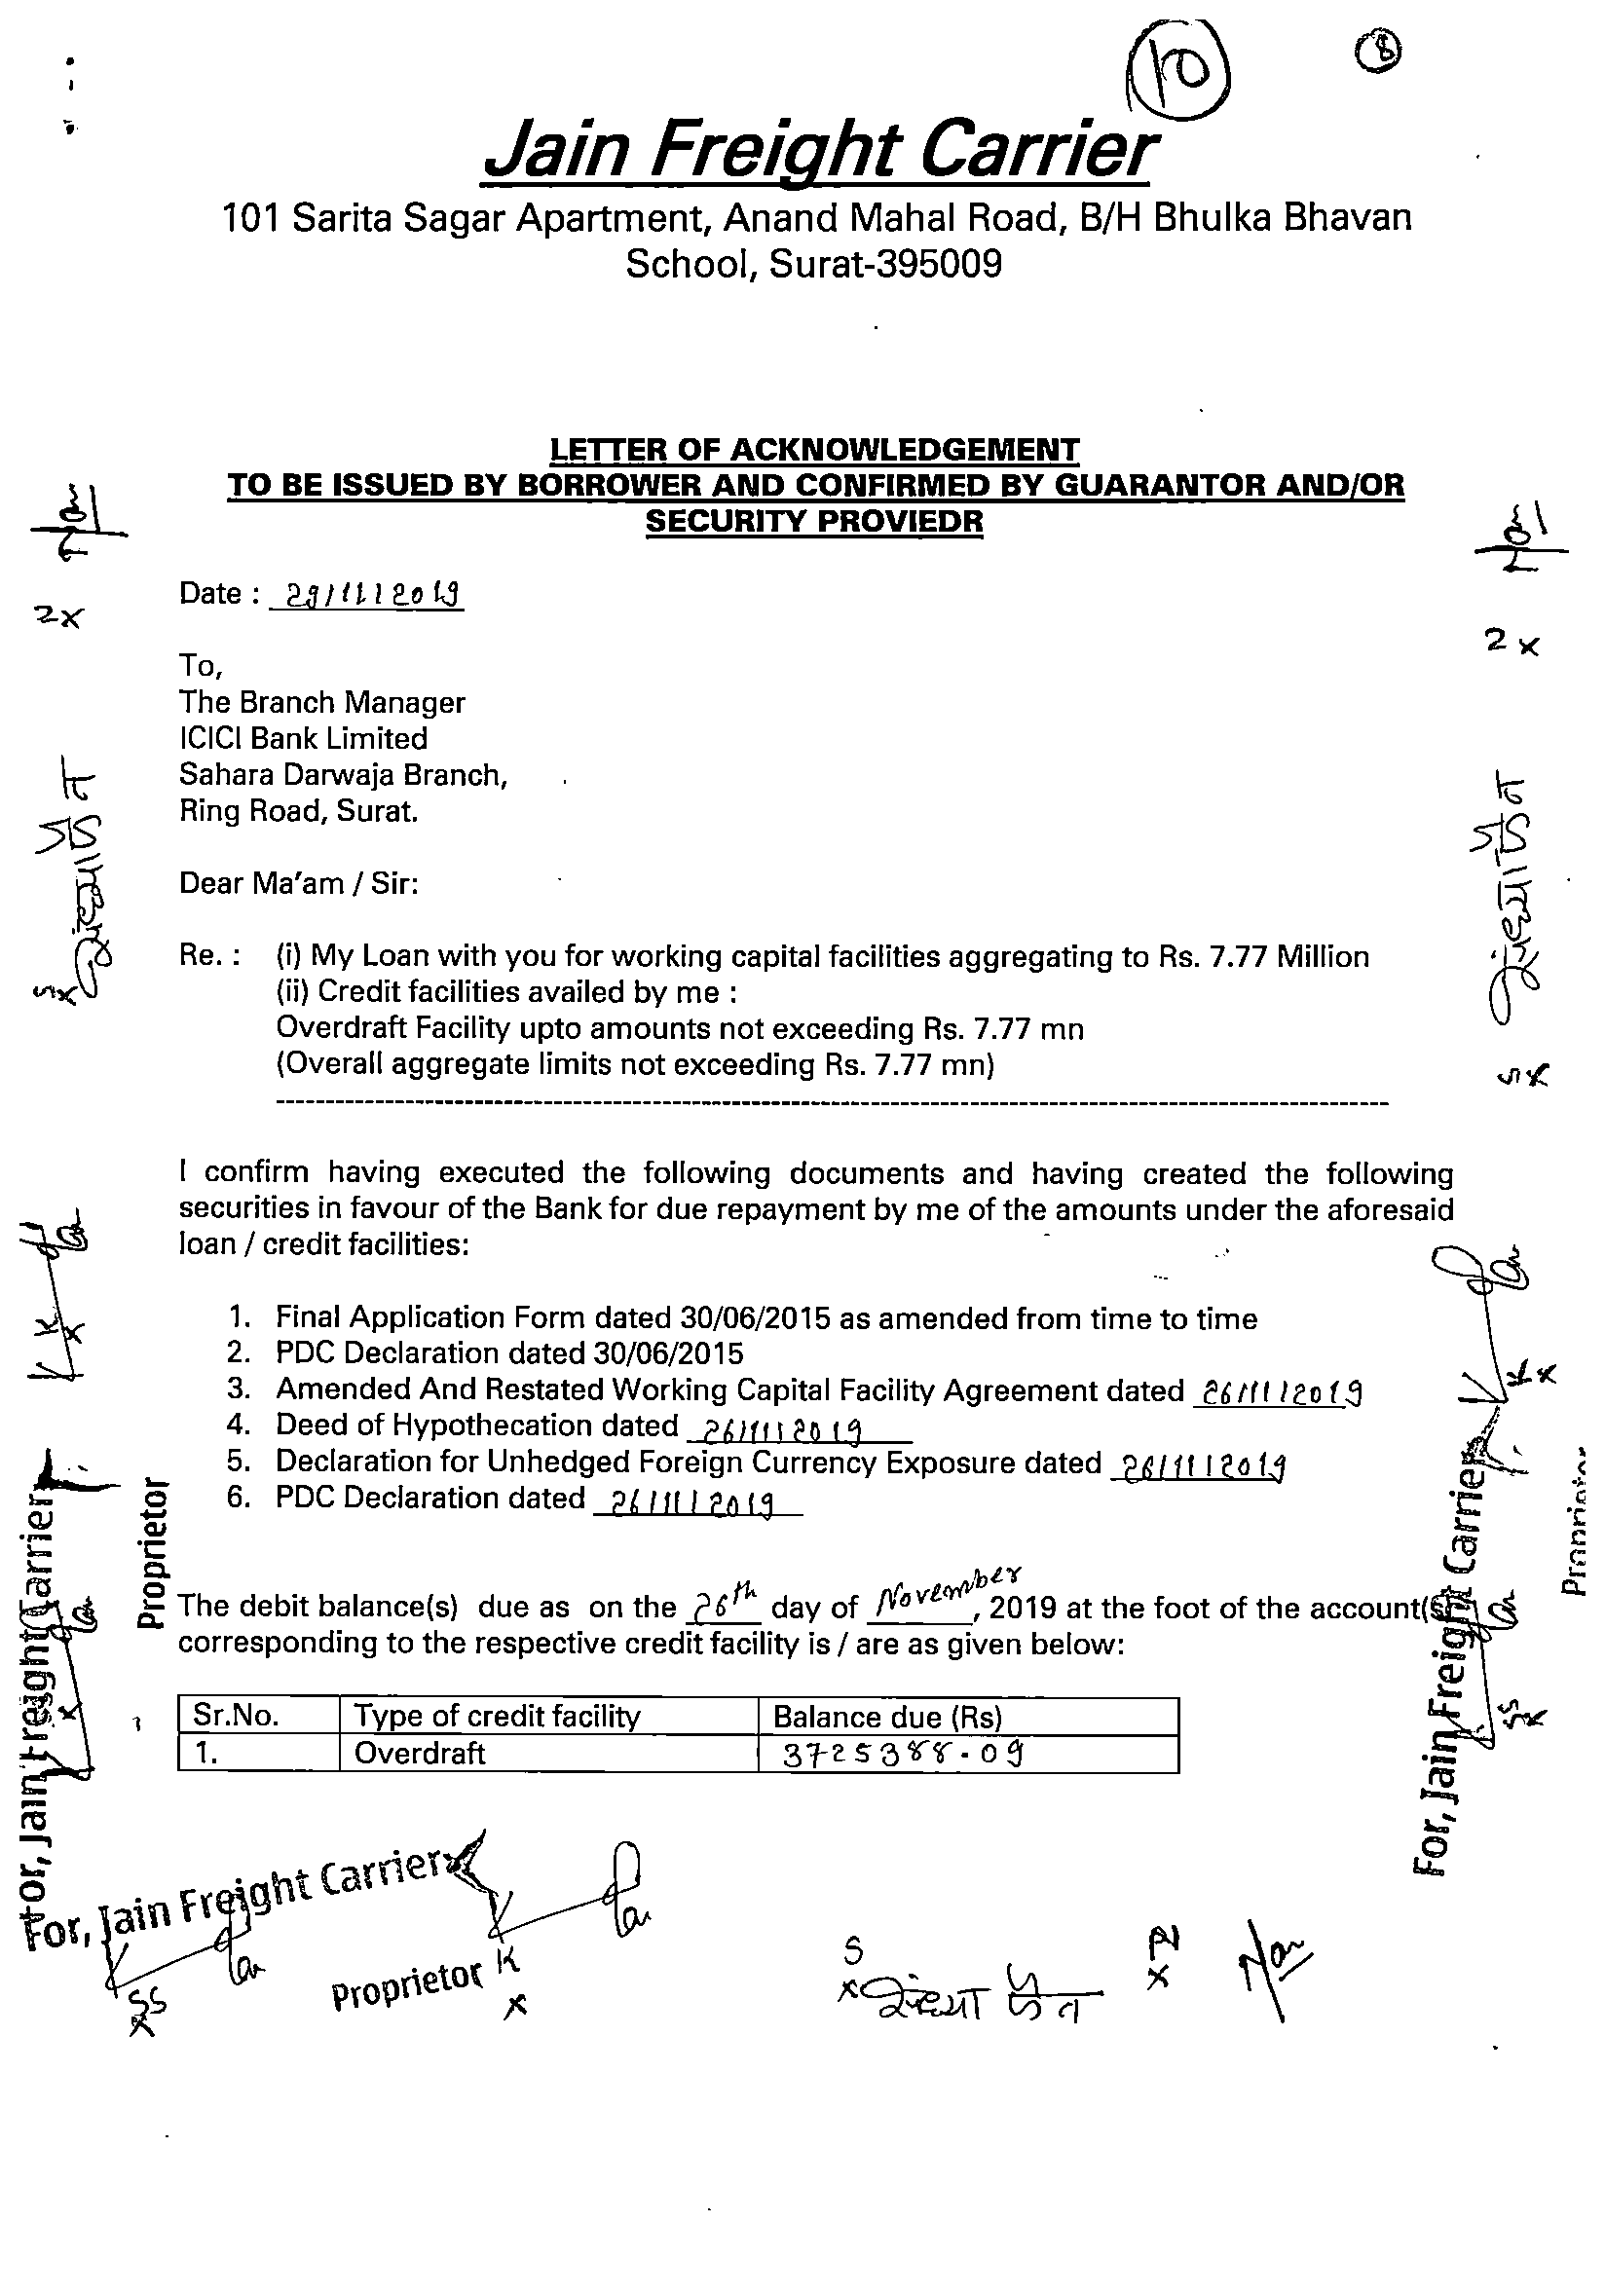 10
8
Jain Freight Carrier
101 Sarita Sagar Apartment, Anand Mahal Road, B/H Bhulka Bhavan
School, Surat-395009
LETTER OF ACKNOWLEDGEMENT
TO BE ISSUED BY BORROWER AND CONFIRMED BY GUARANTOR AND/OR
SECURITY PROVIEDR
Date : 29/11/2019
To,
The Branch Manager
ICICI Bank Limited
Sahara Darwaja Branch,
Ring Road, Surat.
Dear Ma'am / Sir:
Re. : (i) My Loan with you for working capital facilities aggregating to Rs. 7.77 Million
(ii) Credit facilities availed by me :
Overdraft Facility upto amounts not exceeding Rs. 7.77 mn
(Overall aggregate limits not exceeding Rs. 7.77 mn)
I confirm having executed the following documents and having created the following
securities in favour of the Bank for due repayment by me of the amounts under the aforesaid
loan / credit facilities:
1. Final Application Form dated 30/06/2015 as amended from time to time
2. PDC Declaration dated 30/06/2015
3. Amended And Restated Working Capital Facility Agreement dated 26/11/2019
4. Deed of Hypothecation dated 26/11/2019
5. Declaration for Unhedged Foreign Currency Exposure dated 26/11/2019
6. PDC Declaration dated 26/11/2019
The debit balance(s) due as on the 26th day of November, 2019 at the foot of the account(s)
corresponding to the respective credit facility is / are as given below:
Sr.No. Type of credit facility Balance due (Rs)
1. Overdraft 3725388.09
For, Jain Freight Carrier
Proprietor
For, Jain Freight Carrier
Proprietor
For, Jain Freight Carrier
Proprietor